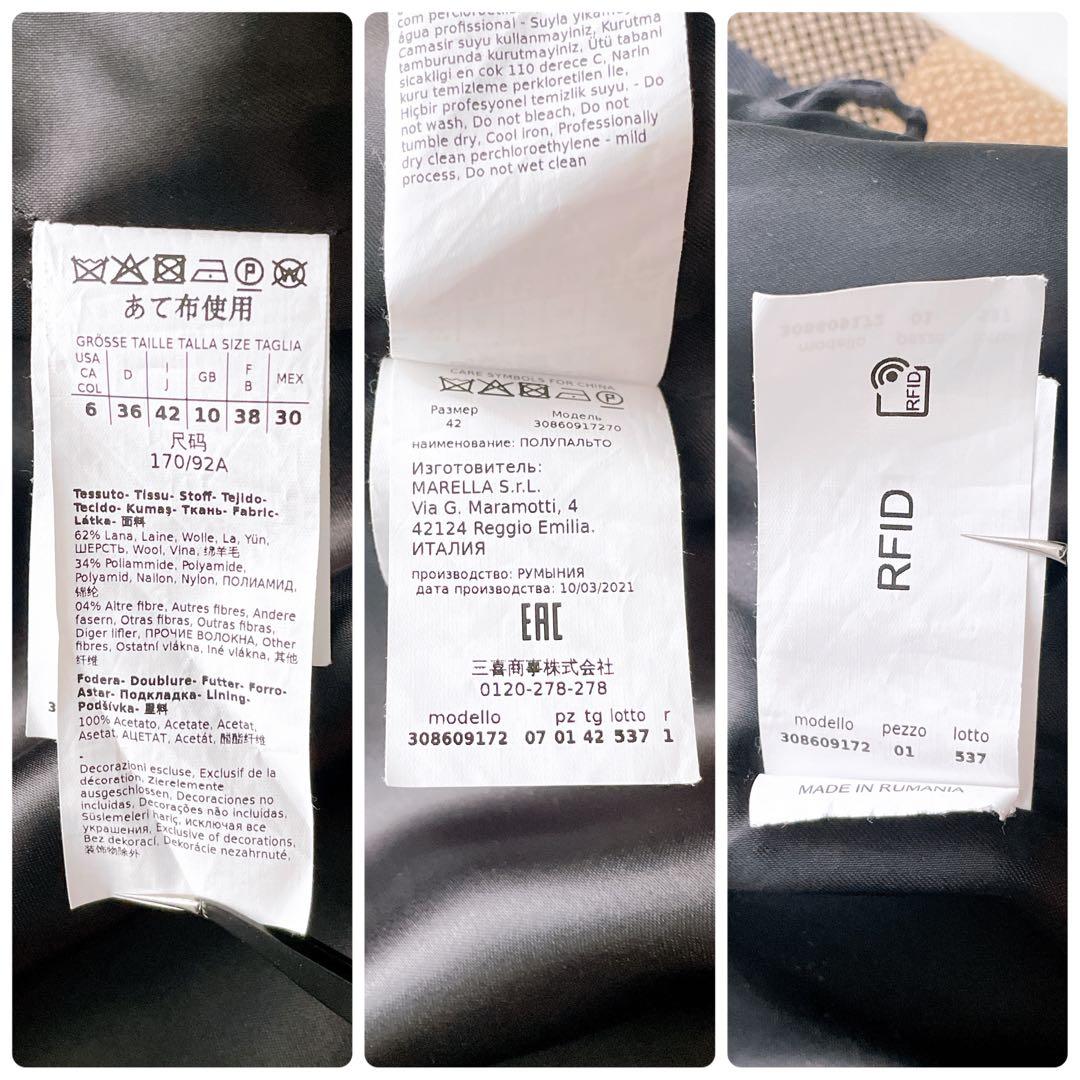 あて布使用
GRÖSSE TAILLE TALLA SIZE TAGLIA
USA CA COL D I J GB F B MEX
6 36 42 10 38 30
尺码
170/92A
Tessuto- Tissu- Stoff- Tejido-
Tecido- Kumaş- Ткань- Fabric-
Látka- 面料
62% Lana, Laine, Wolle, La, Yün,
ШЕРСТЬ, Wool, Vlna, 绵羊毛
34% Poliammide, Polyamide,
Polyamid, Nailon, Nylon, ПОЛИАМИД,
锦纶
04% Altre fibre, Autres fibres, Andere
fasern, Otras fibras, Outras fibras,
Diger lifler, ПРОЧИЕ ВОЛОКНА, Other
fibres, Ostatní vlákna, Iné vlákna, 其他
纤维
Fodera- Doublure- Futter- Forro-
Astar- Подкладка- Lining-
Podšívka- 里料
100% Acetato, Acetate, Acetat,
Asetat, АЦЕТАТ, Acetát, 醋酯纤维
-
Decorazioni escluse, Exclusif de la
décoration, Zierelemente
ausgeschlossen, Decoraciones no
incluidas, Decorações não incluidas,
Süslemeleri hariç, исключая все
украшения, Exclusive of decorations,
Bez dekorací, Dekorácie nezahrnuté,
装饰物除外
3
água profissional - Suyla yıkamay
Camasir suyu kullanmayiniz, Kurutma
tamburunda kurutmayiniz, Ütü tabani
sicakligi en cok 110 derece C, Narin
kuru temizleme perkloretilen İle,
Hiçbir profesyonel temizlik suyu. - Do
not wash, Do not bleach, Do not
tumble dry, Cool iron, Professionally
dry clean perchloroethylene - mild
process, Do not wet clean
CARE SYMBOLS FOR CHINA
Размер Модель
42 30860917270
наименование: ПОЛУПАЛЬТО
Изготовитель:
MARELLA S.r.L.
Via G. Maramotti, 4
42124 Reggio Emilia.
ИТАЛИЯ
производство: РУМЫНИЯ
дата производства: 10/03/2021
EAC
三喜商事株式会社
0120-278-278
modello pz tg lotto r
308609172 07 01 42 537 1
RFID
RFID
modello pezzo lotto
308609172 01 537
MADE IN RUMANIA